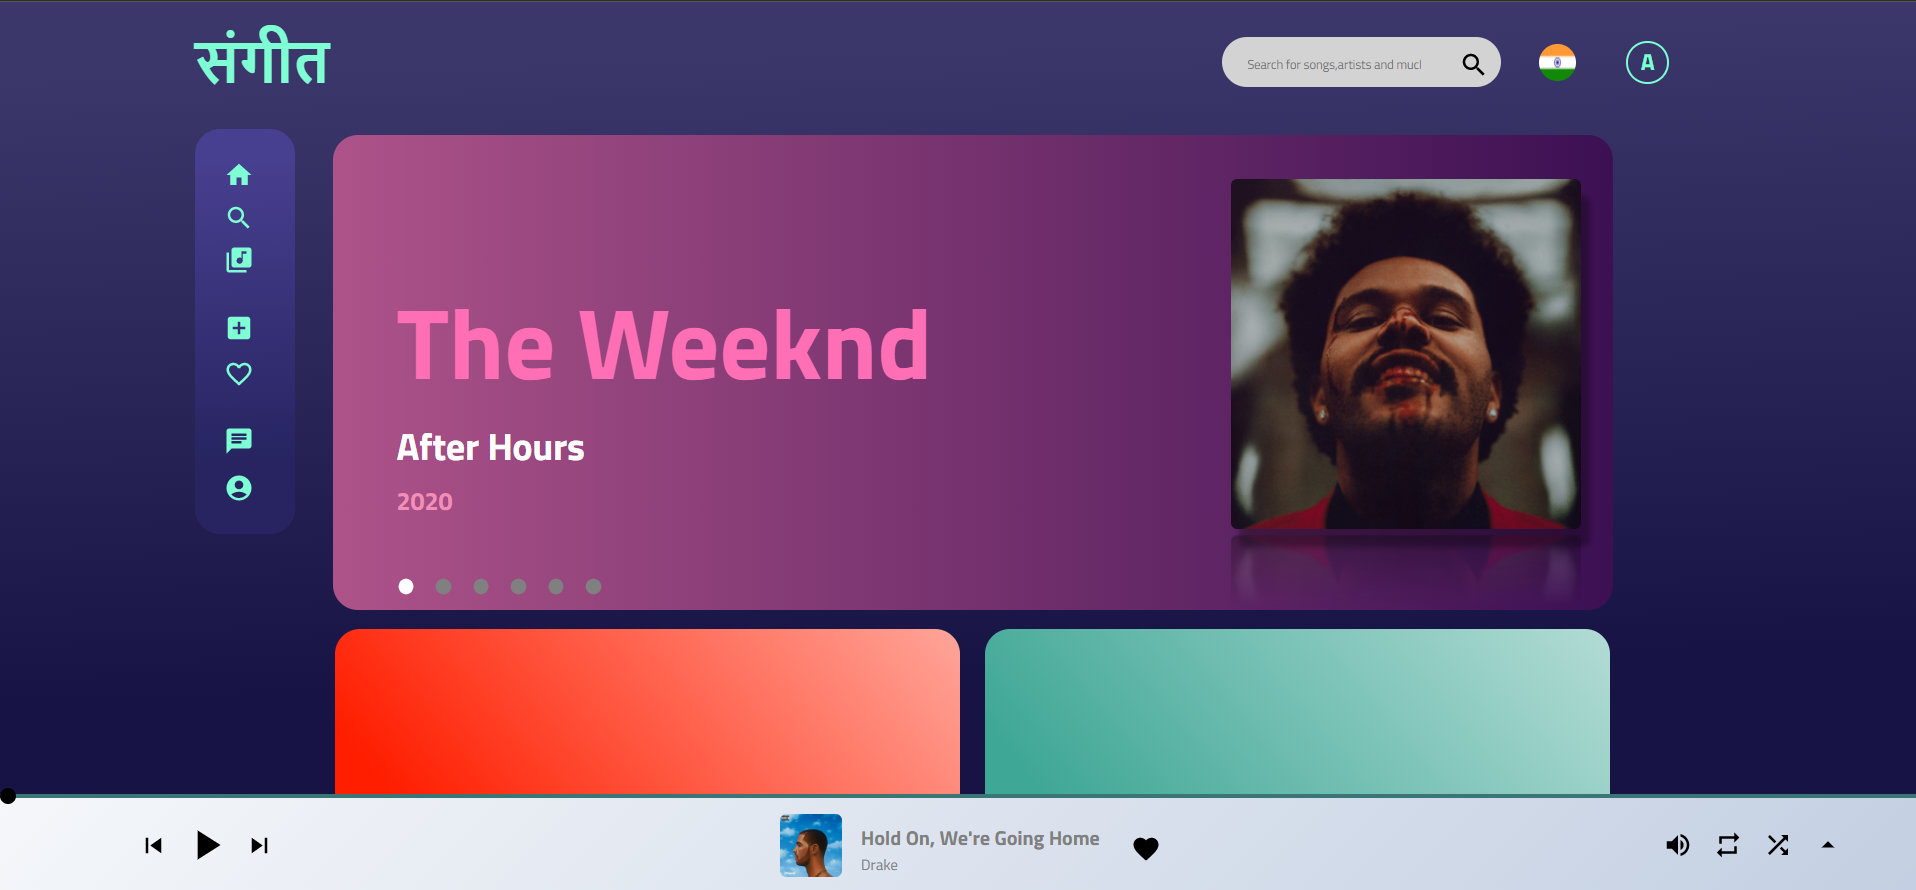 संगीत
Search for songs,artists and mucl
A
The Weeknd
After Hours
2020
Hold On, We're Going Home
Drake